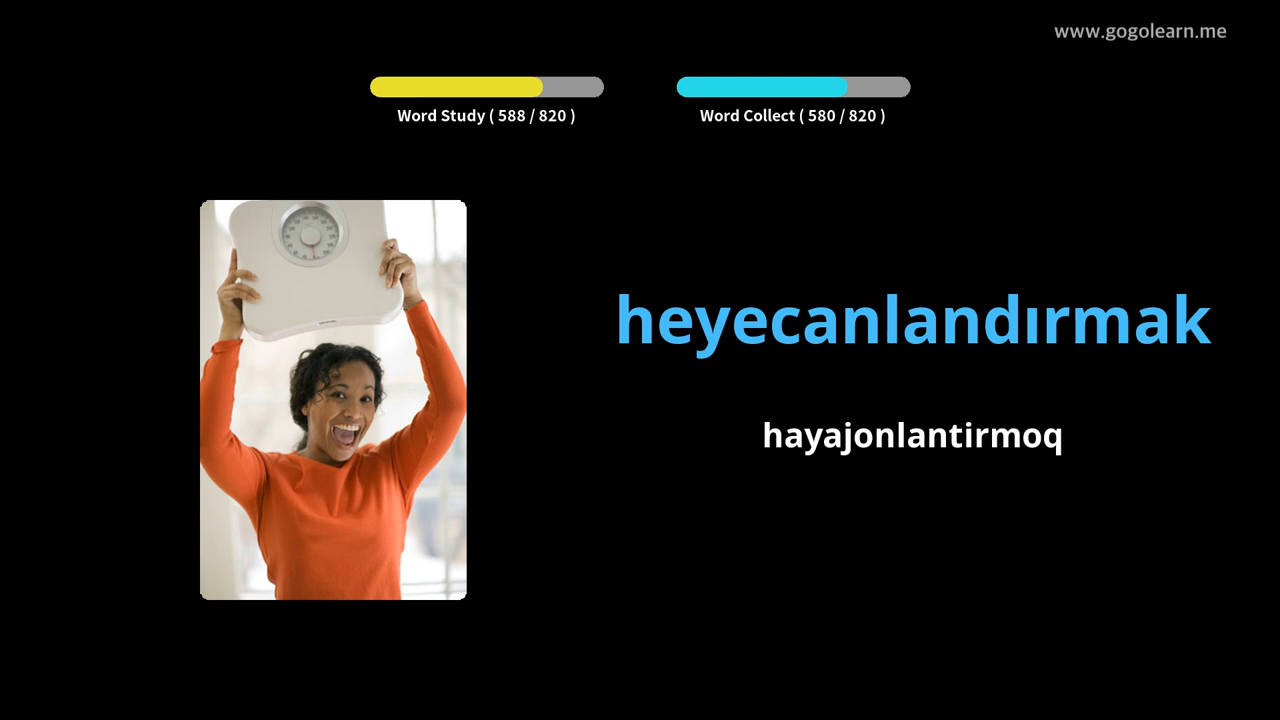 www.gogolearn.me
Word Study ( 588 / 820 )
Word Collect ( 580 / 820 )
heyecanlandırmak
hayajonlantirmoq